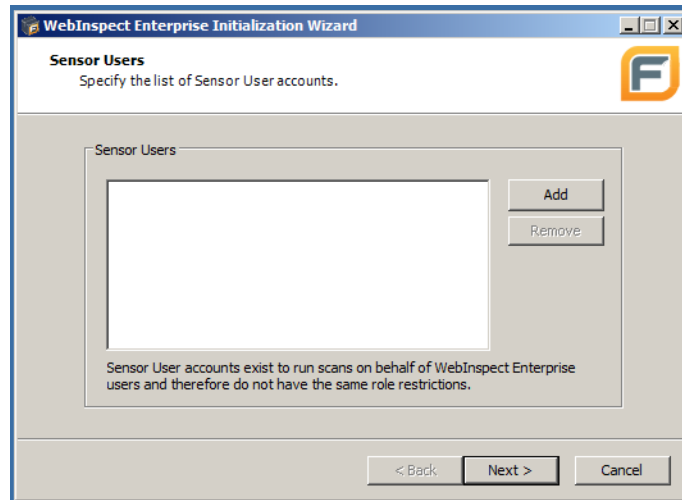 WebInspect Enterprise Initialization Wizard
Sensor Users
Specify the list of Sensor User accounts.
Sensor Users
Add
Remove
Sensor User accounts exist to run scans on behalf of WebInspect Enterprise
users and therefore do not have the same role restrictions.
< Back
Next >
Cancel